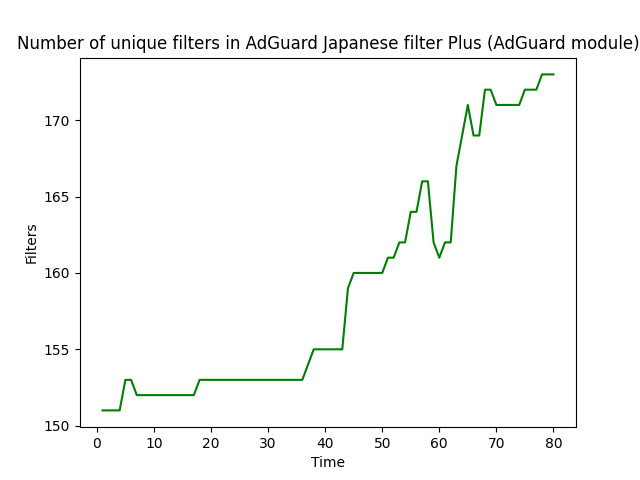 Number of unique filters in AdGuard Japanese filter Plus (AdGuard module)
170
165
160
155
150
Filters
0 10 20 30 40 50 60 70 80
Time